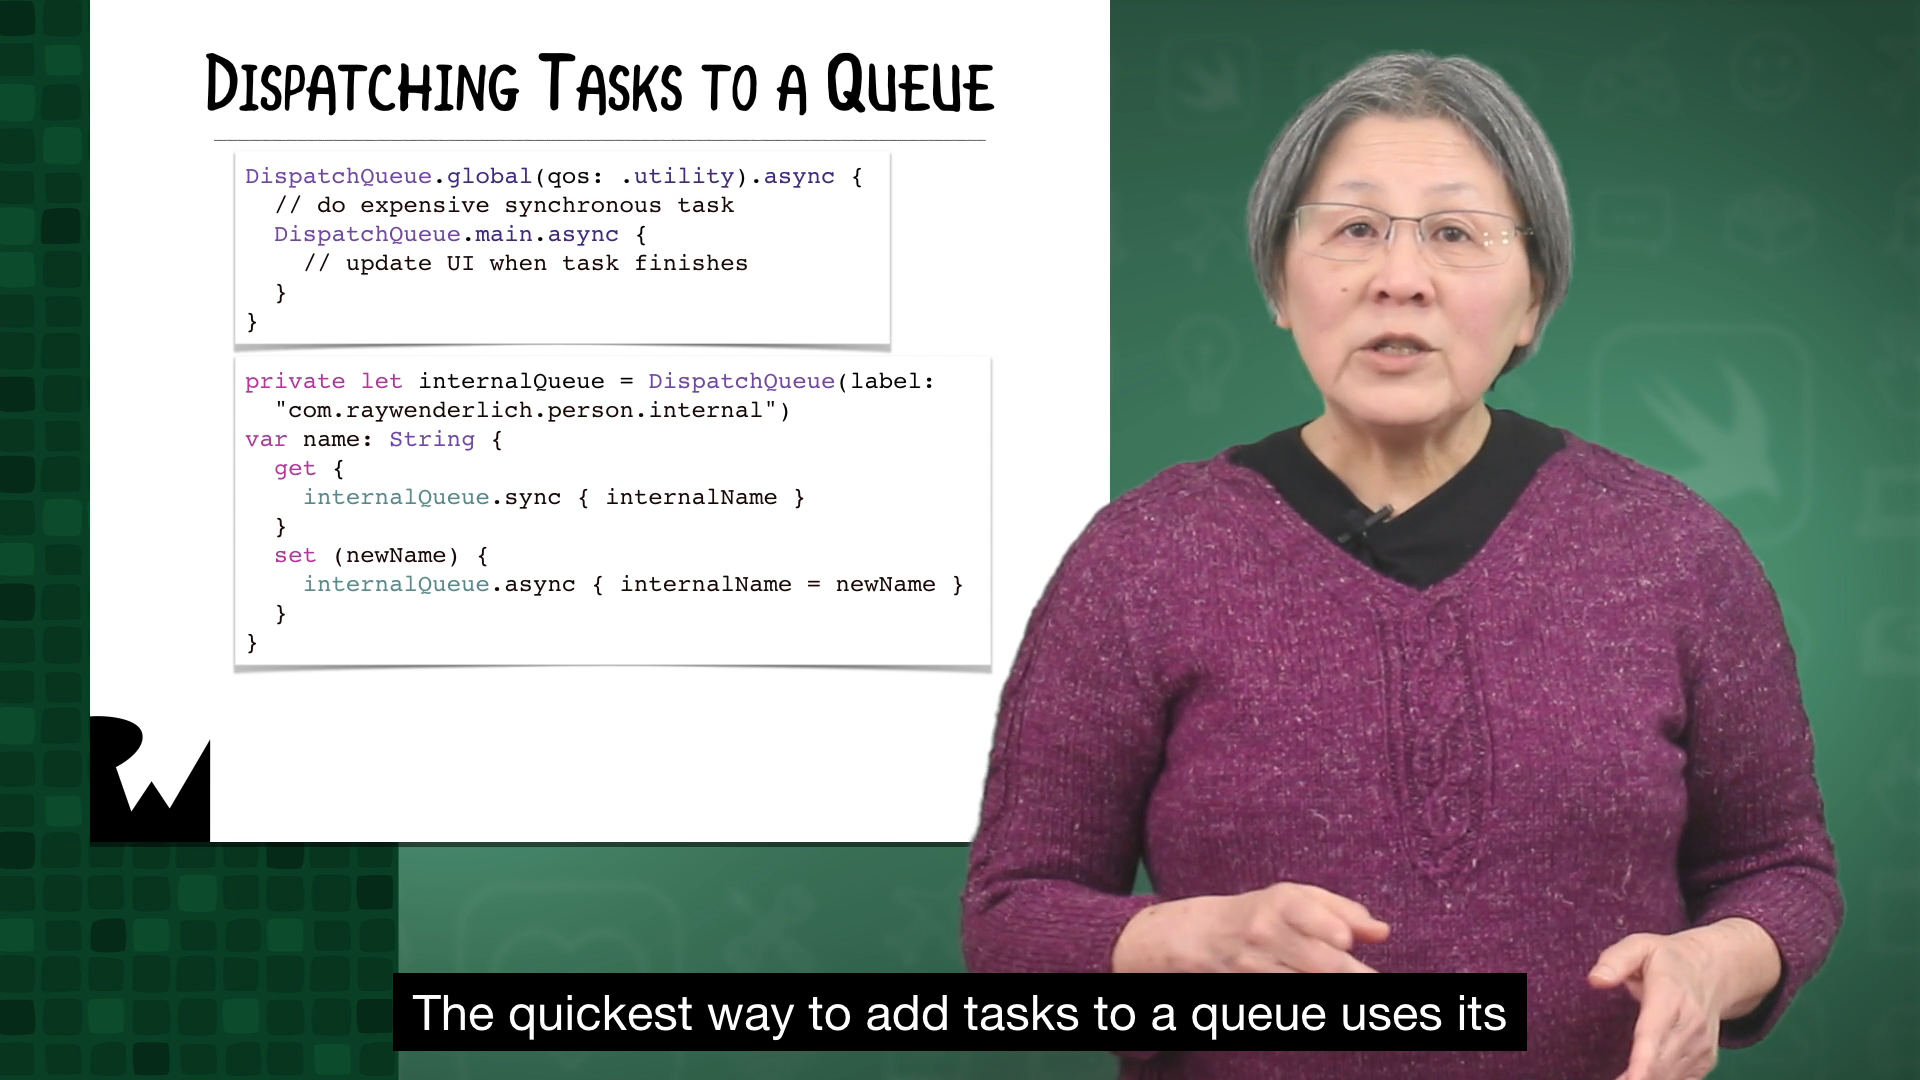 DISPATCHING TASKS TO A QUEUE
DispatchQueue.global(qos: .utility).async {
  // do expensive synchronous task
  DispatchQueue.main.async {
    // update UI when task finishes
  }
}
private let internalQueue = DispatchQueue(label:
  "com.raywenderlich.person.internal")
var name: String {
  get {
    internalQueue.sync { internalName }
  }
  set (newName) {
    internalQueue.async { internalName = newName }
  }
}
RW
The quickest way to add tasks to a queue uses its